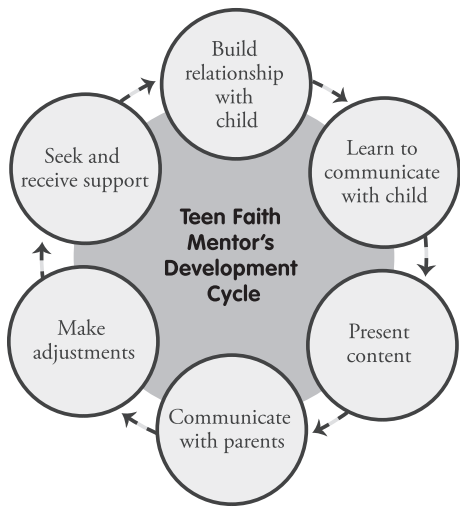 Build
relationship
with
child
Learn to
communicate
with child
Present
content
Communicate
with parents
Make
adjustments
Seek and
receive support
Teen Faith
Mentor's
Development
Cycle